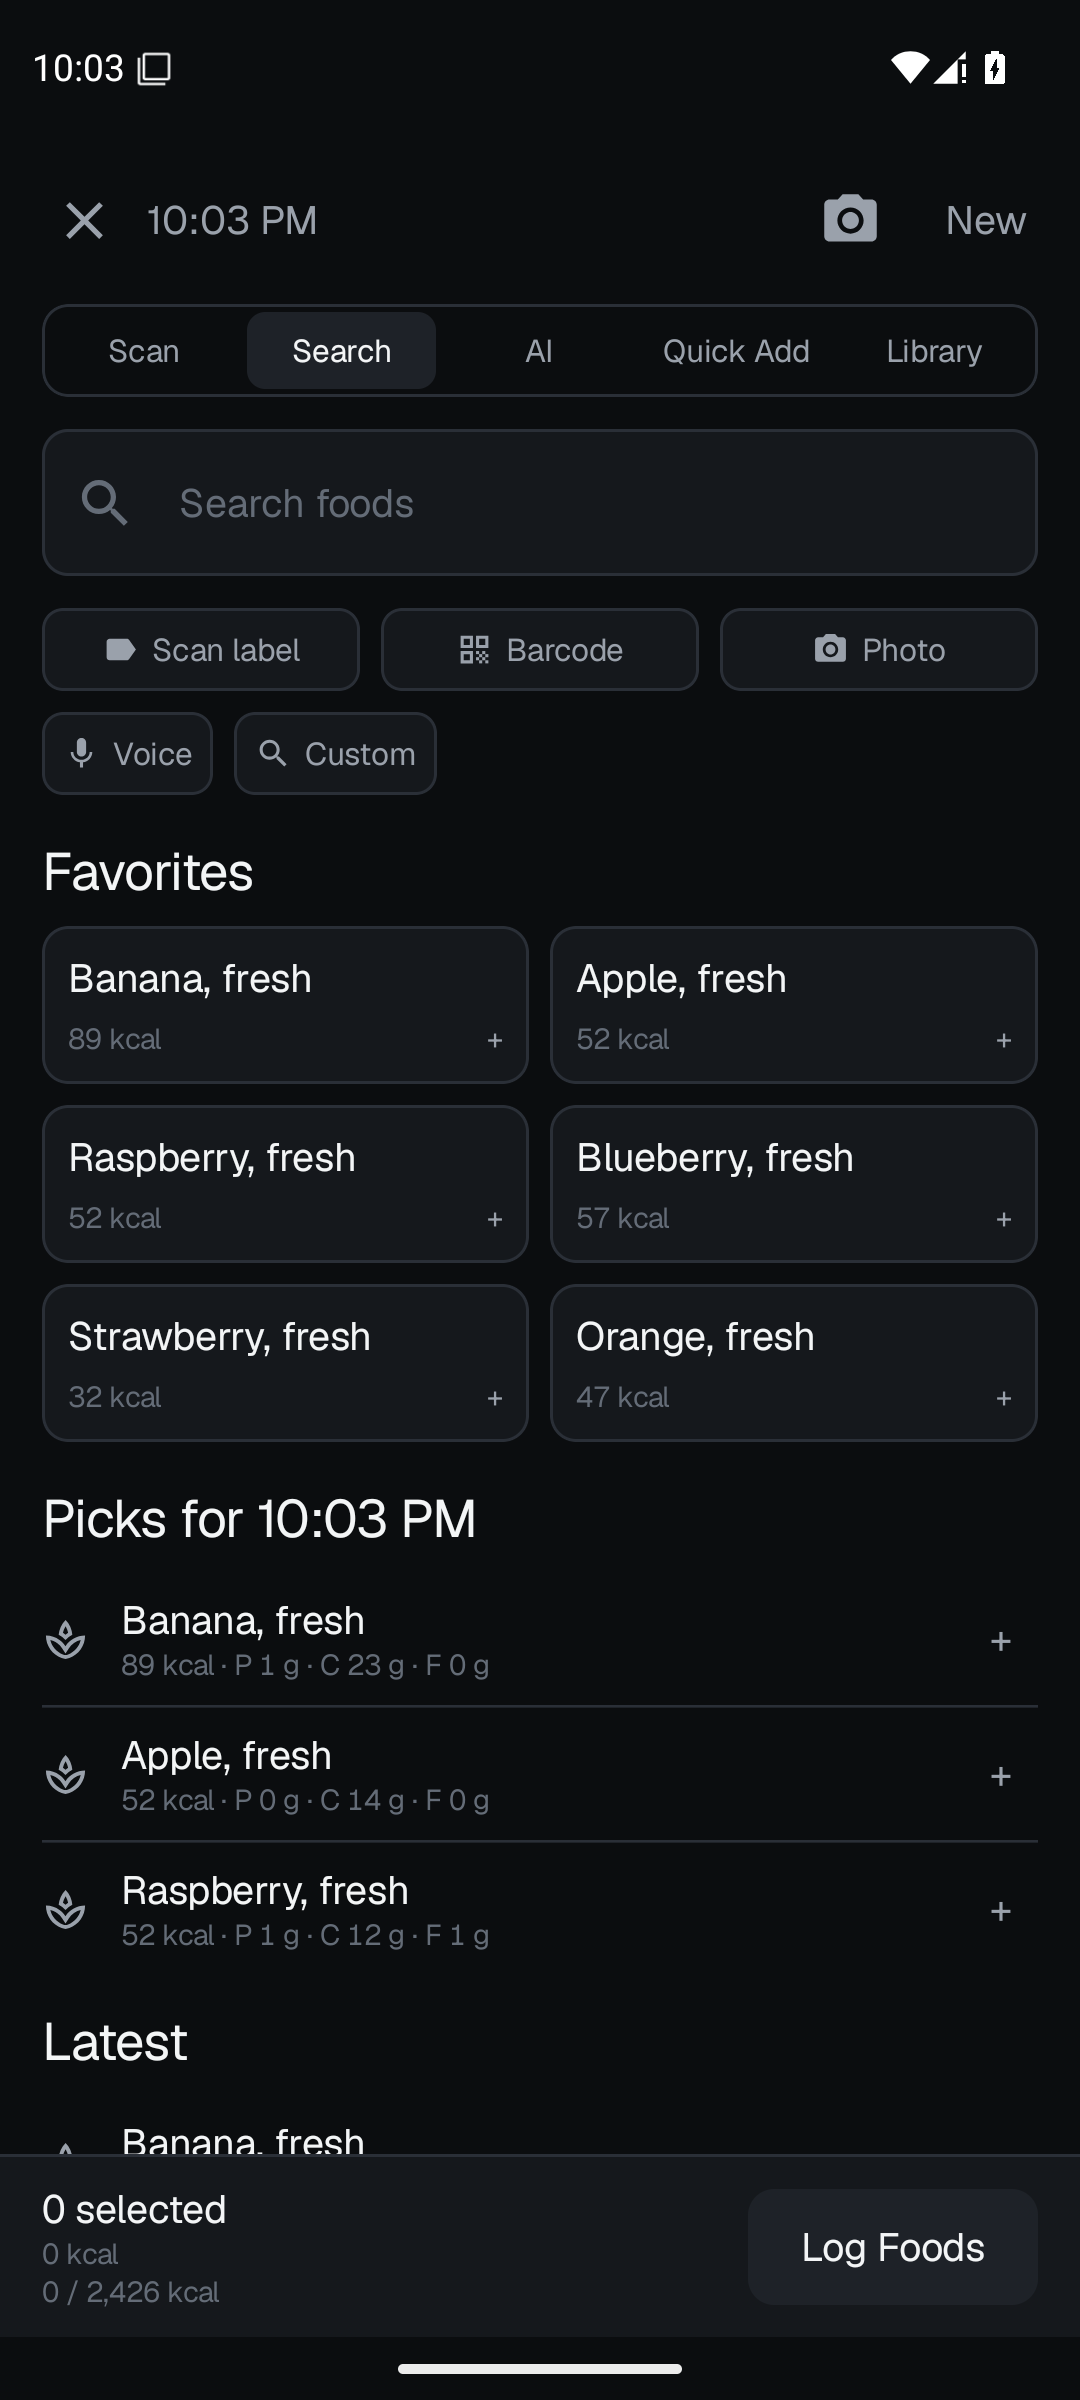 10:03
10:03 PM
New
Scan
Search
AI
Quick Add
Library
Search foods
Scan label
Barcode
Photo
Voice
Custom
Favorites
Banana, fresh
89 kcal
+
Apple, fresh
52 kcal
+
Raspberry, fresh
52 kcal
+
Blueberry, fresh
57 kcal
+
Strawberry, fresh
32 kcal
+
Orange, fresh
47 kcal
+
Picks for 10:03 PM
Banana, fresh
89 kcal · P 1 g · C 23 g · F 0 g
+
Apple, fresh
52 kcal · P 0 g · C 14 g · F 0 g
+
Raspberry, fresh
52 kcal · P 1 g · C 12 g · F 1 g
+
Latest
Banana, fresh
0 selected
0 kcal
0 / 2,426 kcal
Log Foods